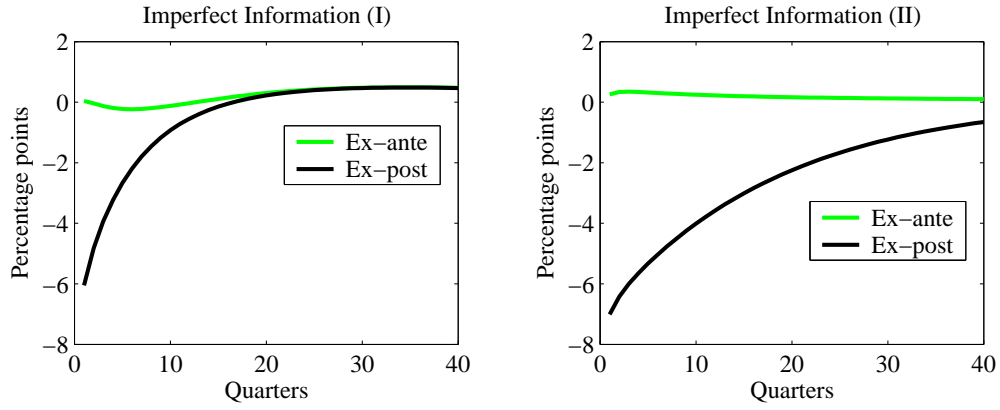 Imperfect Information (I)
Percentage points
2
0
−2
−4
−6
−8
Ex−ante
Ex−post
0
10
20
30
40
Quarters
Imperfect Information (II)
Percentage points
2
0
−2
−4
−6
−8
Ex−ante
Ex−post
0
10
20
30
40
Quarters